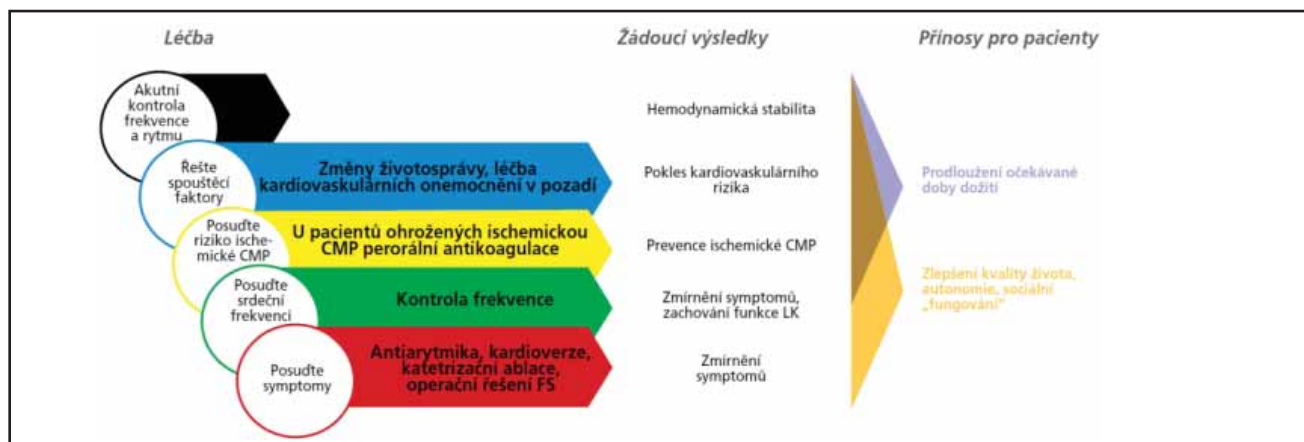 Léčba
Žádoucí výsledky
Přínosy pro pacienty
Akutní
kontrola
frekvence
a rytmu
Hemodynamická stabilita
Řešte
spouštěcí
faktory
Změny životosprávy, léčba
kardiovaskulárních onemocnění v pozadí
Pokles kardiovaskulárního
rizika
Prodloužení očekávané
doby dožití
Posuďte
riziko ische-
mické CMP
U pacientů ohrožených ischemickou
CMP perorální antikoagulace
Prevence ischemické CMP
Zlepšení kvality života,
autonomie, sociální
„fungování"
Posuďte
srdeční
frekvenci
Kontrola frekvence
Zmírnění symptomů,
zachování funkce LK
Posuďte
symptomy
Antiarytmika, kardioverze,
katetrizační ablace,
operační řešení FS
Zmírnění
symptomů